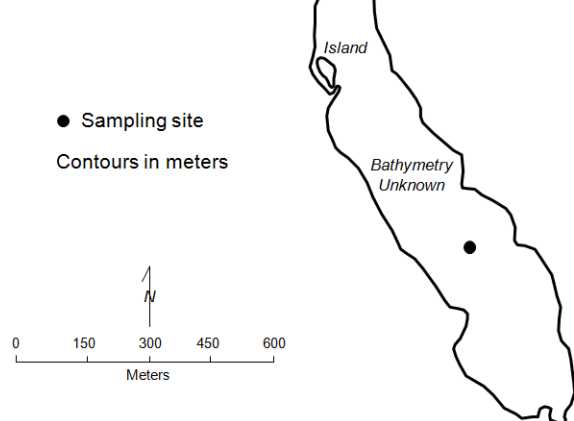 Island
Sampling site
Contours in meters
Bathymetry
Unknown
N
0 150 300 450 600
Meters